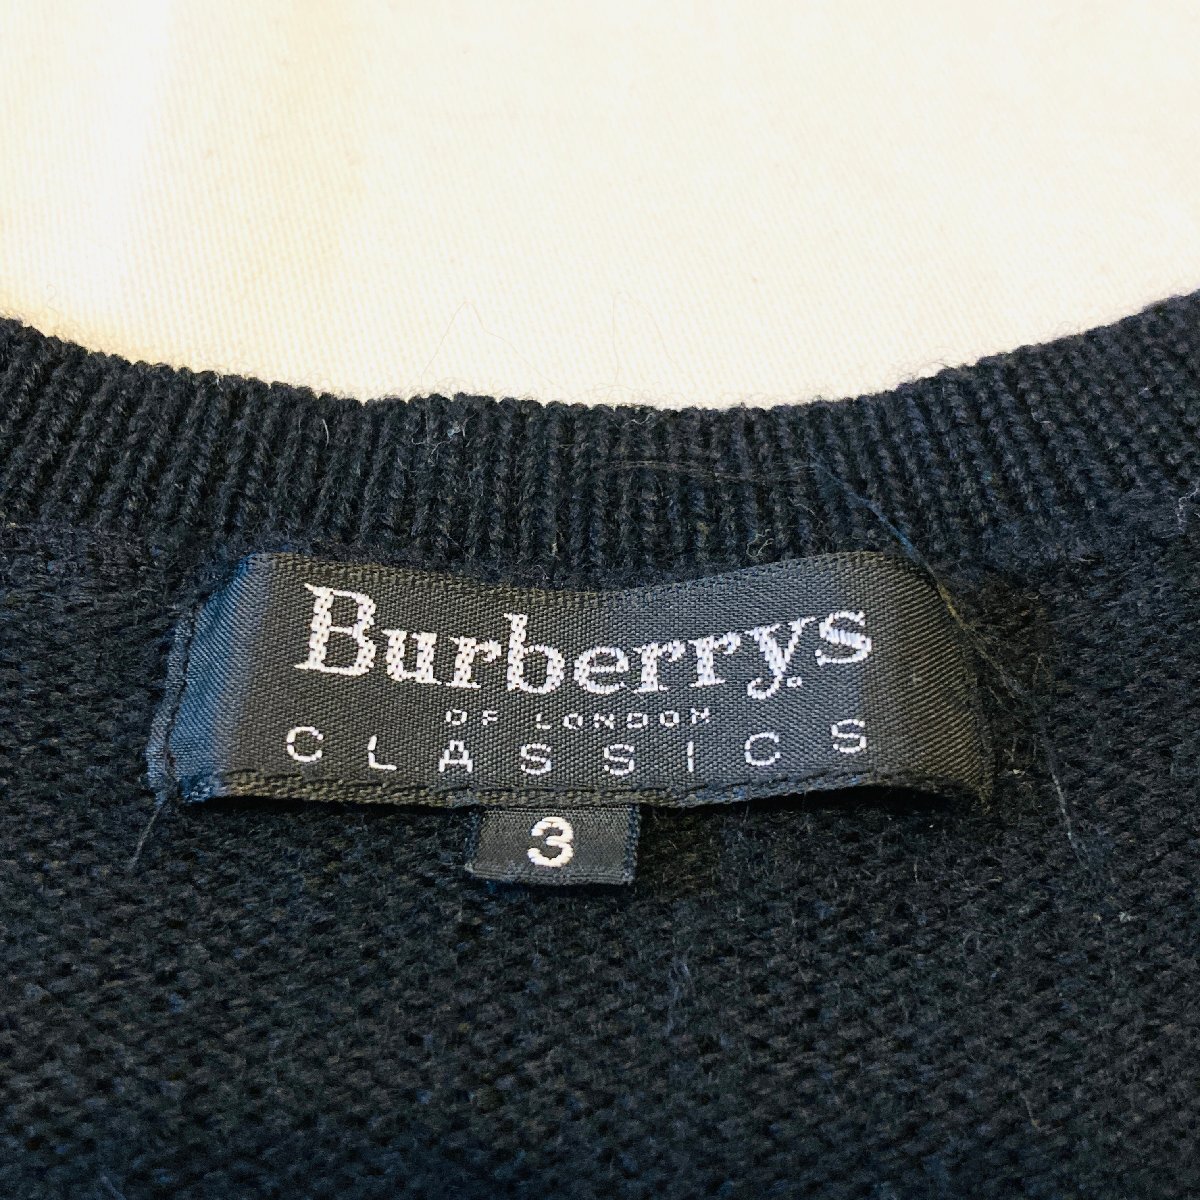 Burberrys
OF LONDON
CLASSICS
3